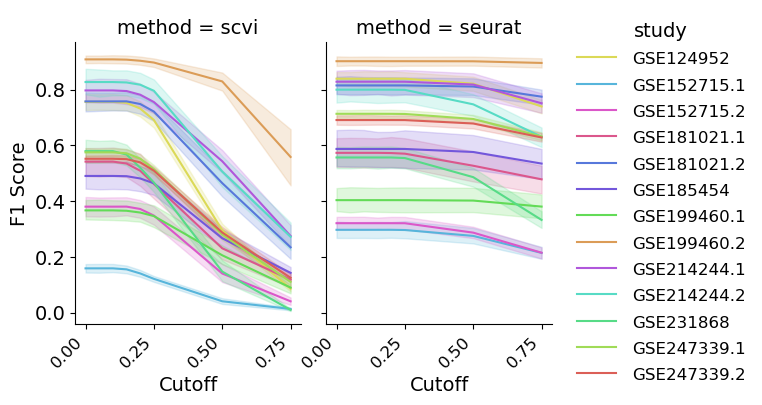 method = scvi
method = seurat
study
GSE124952
GSE152715.1
GSE152715.2
GSE181021.1
GSE181021.2
GSE185454
GSE199460.1
GSE199460.2
GSE214244.1
GSE214244.2
GSE231868
GSE247339.1
GSE247339.2
F1 Score
0.8
0.6
0.4
0.2
0.0
0.00
0.25
0.50
0.75
0.00
0.25
0.50
0.75
Cutoff
Cutoff